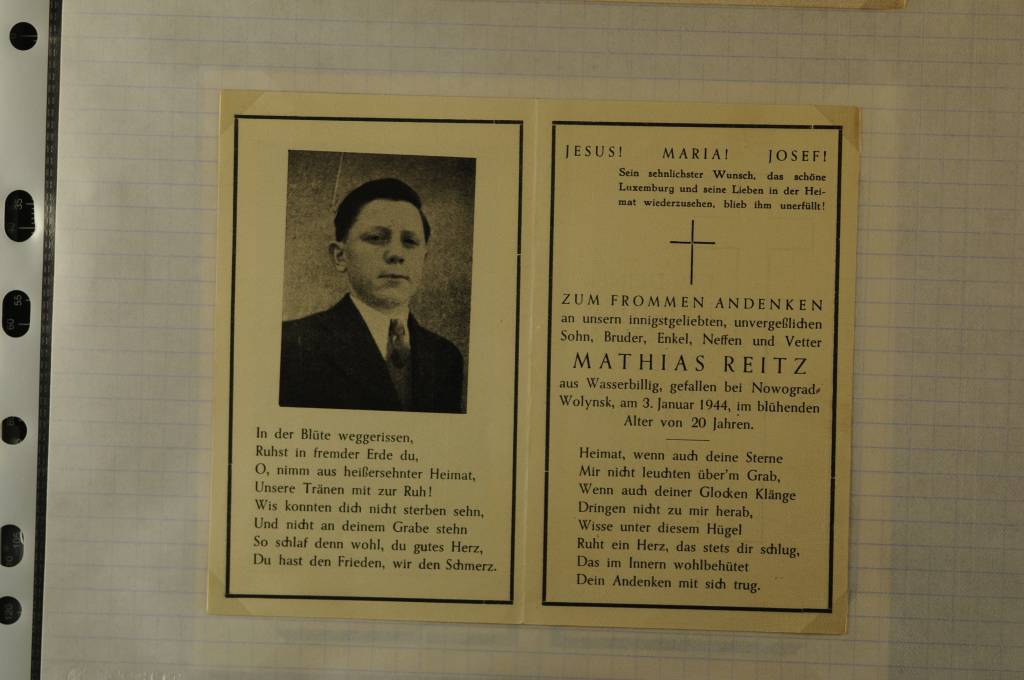 In der Blüte weggerissen,
Ruhst in fremder Erde du,
O, nimm aus heißersehnter Heimat,
Unsere Tränen mit zur Ruh!
Wis konnten dich nicht sterben sehn,
Und nicht an deinem Grabe stehn
So schlaf denn wohl, du gutes Herz,
Du hast den Frieden, wir den Schmerz.
JESUS! MARIA! JOSEF!
Sein sehnlichster Wunsch, das schöne
Luxemburg und seine Lieben in der Hei-
mat wiederzusehen, blieb ihm unerfüllt!
ZUM FROMMEN ANDENKEN
an unsern innigstgeliebten, unvergeßlichen
Sohn, Bruder, Enkel, Neffen und Vetter
MATHIAS REITZ
aus Wasserbillig, gefallen bei Nowograd-
Wolynsk, am 3. Januar 1944, im blühenden
Alter von 20 Jahren.
Heimat, wenn auch deine Sterne
Mir nicht leuchten über'm Grab,
Wenn auch deiner Glocken Klänge
Dringen nicht zu mir herab,
Wisse unter diesem Hügel
Ruht ein Herz, das stets dir schlug,
Das im Innern wohlbehütet
Dein Andenken mit sich trug.
35
55
60
105
120